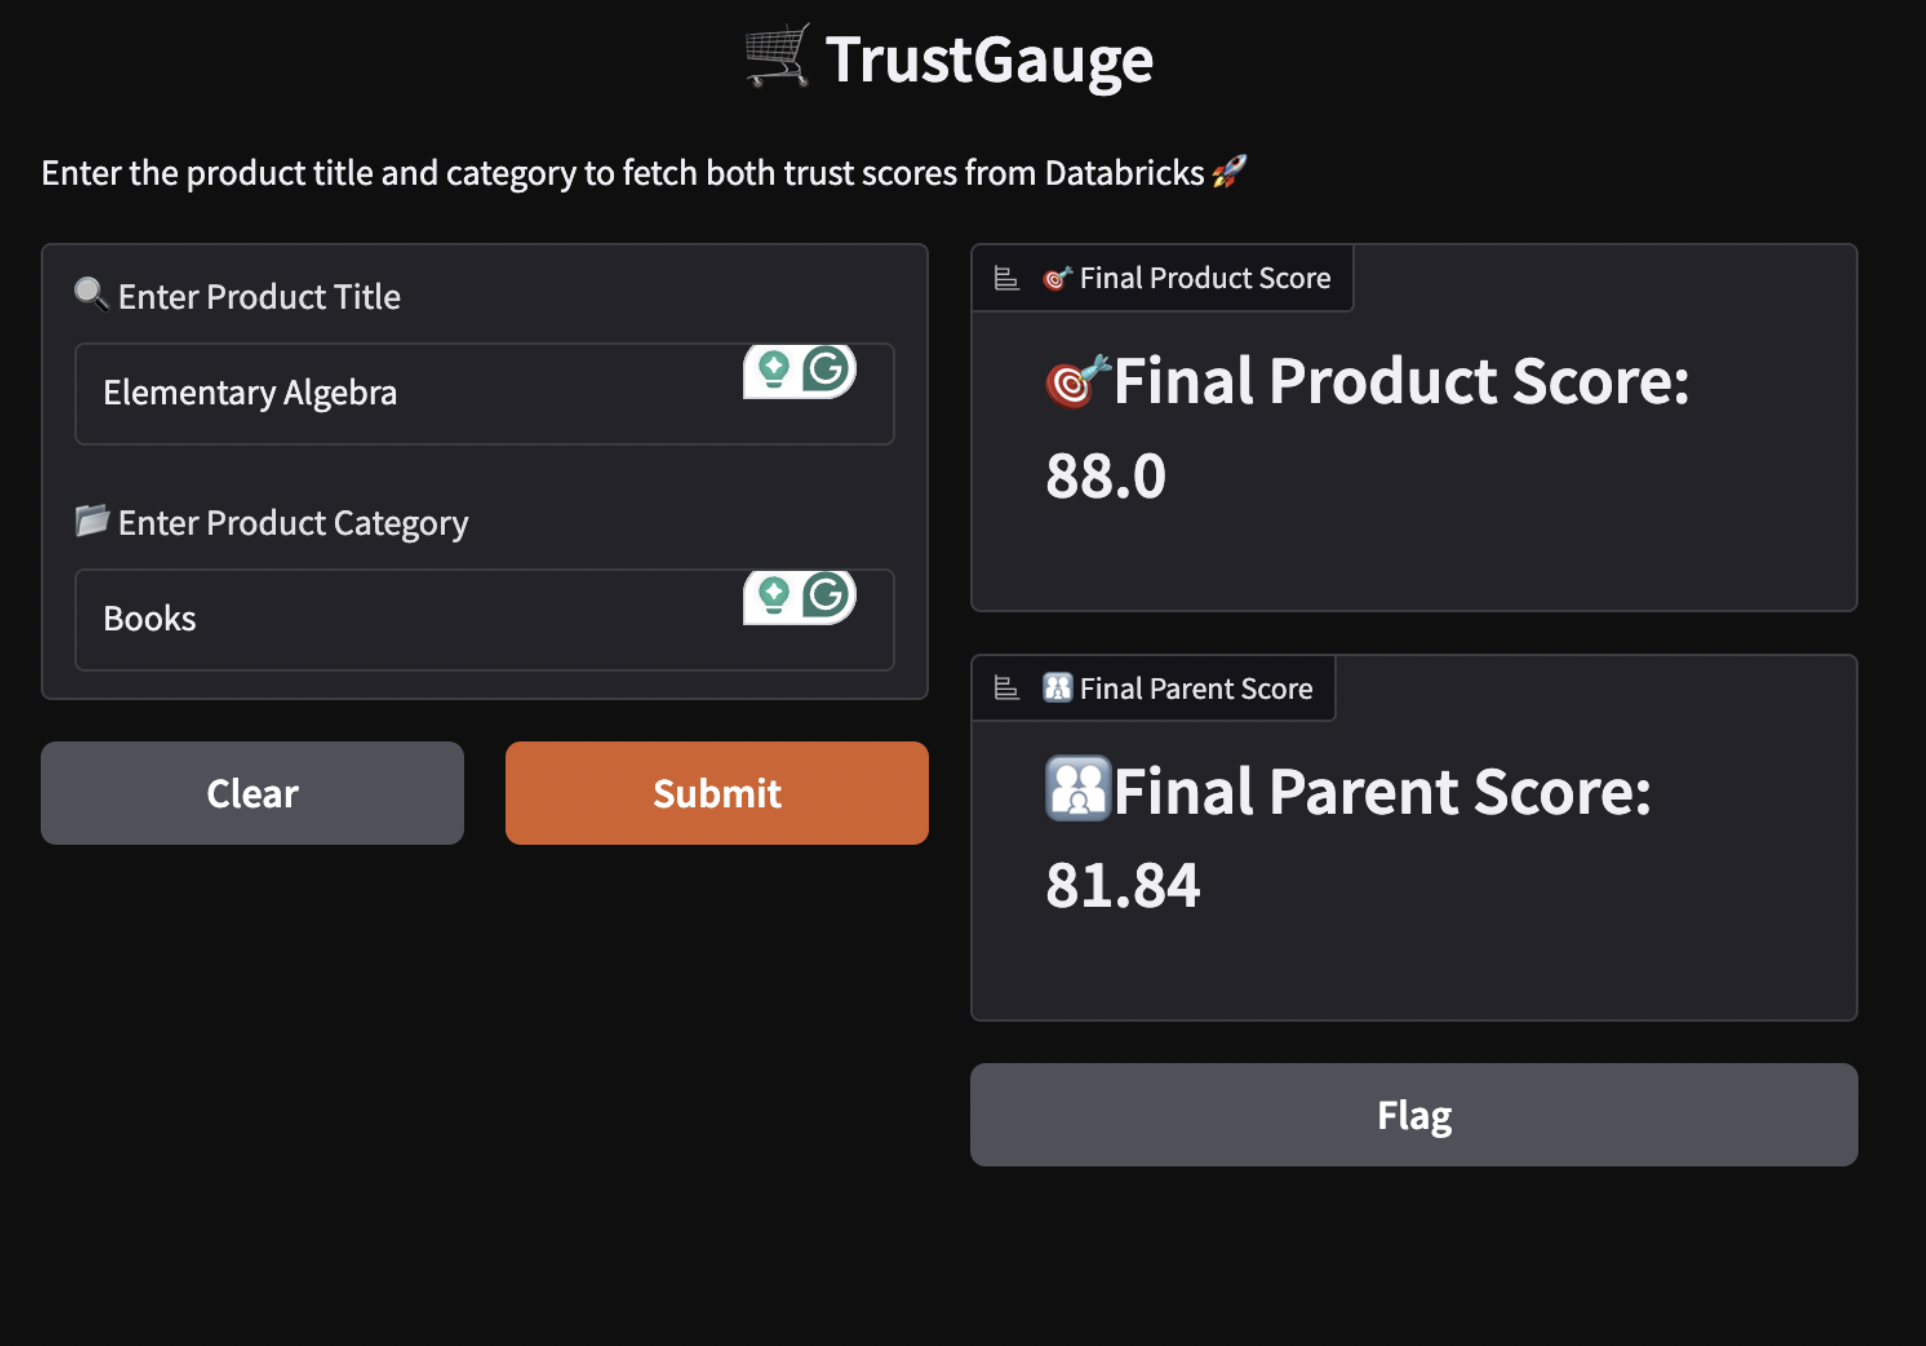 TrustGauge
Enter the product title and category to fetch both trust scores from Databricks 🚀
Enter Product Title
Elementary Algebra
Enter Product Category
Books
Clear
Submit
Final Product Score
Final Product Score:
88.0
Final Parent Score
Final Parent Score:
81.84
Flag